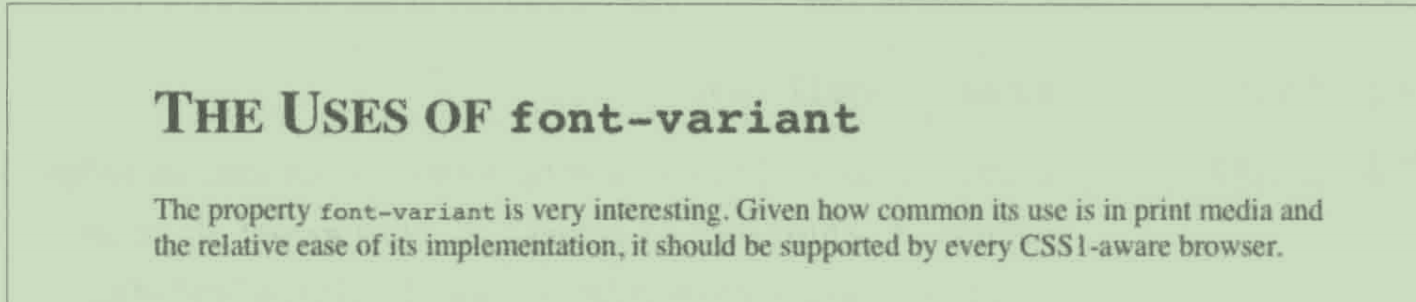 THE USES OF font-variant
The property font-variant is very interesting. Given how common its use is in print media and
the relative ease of its implementation, it should be supported by every CSS1-aware browser.